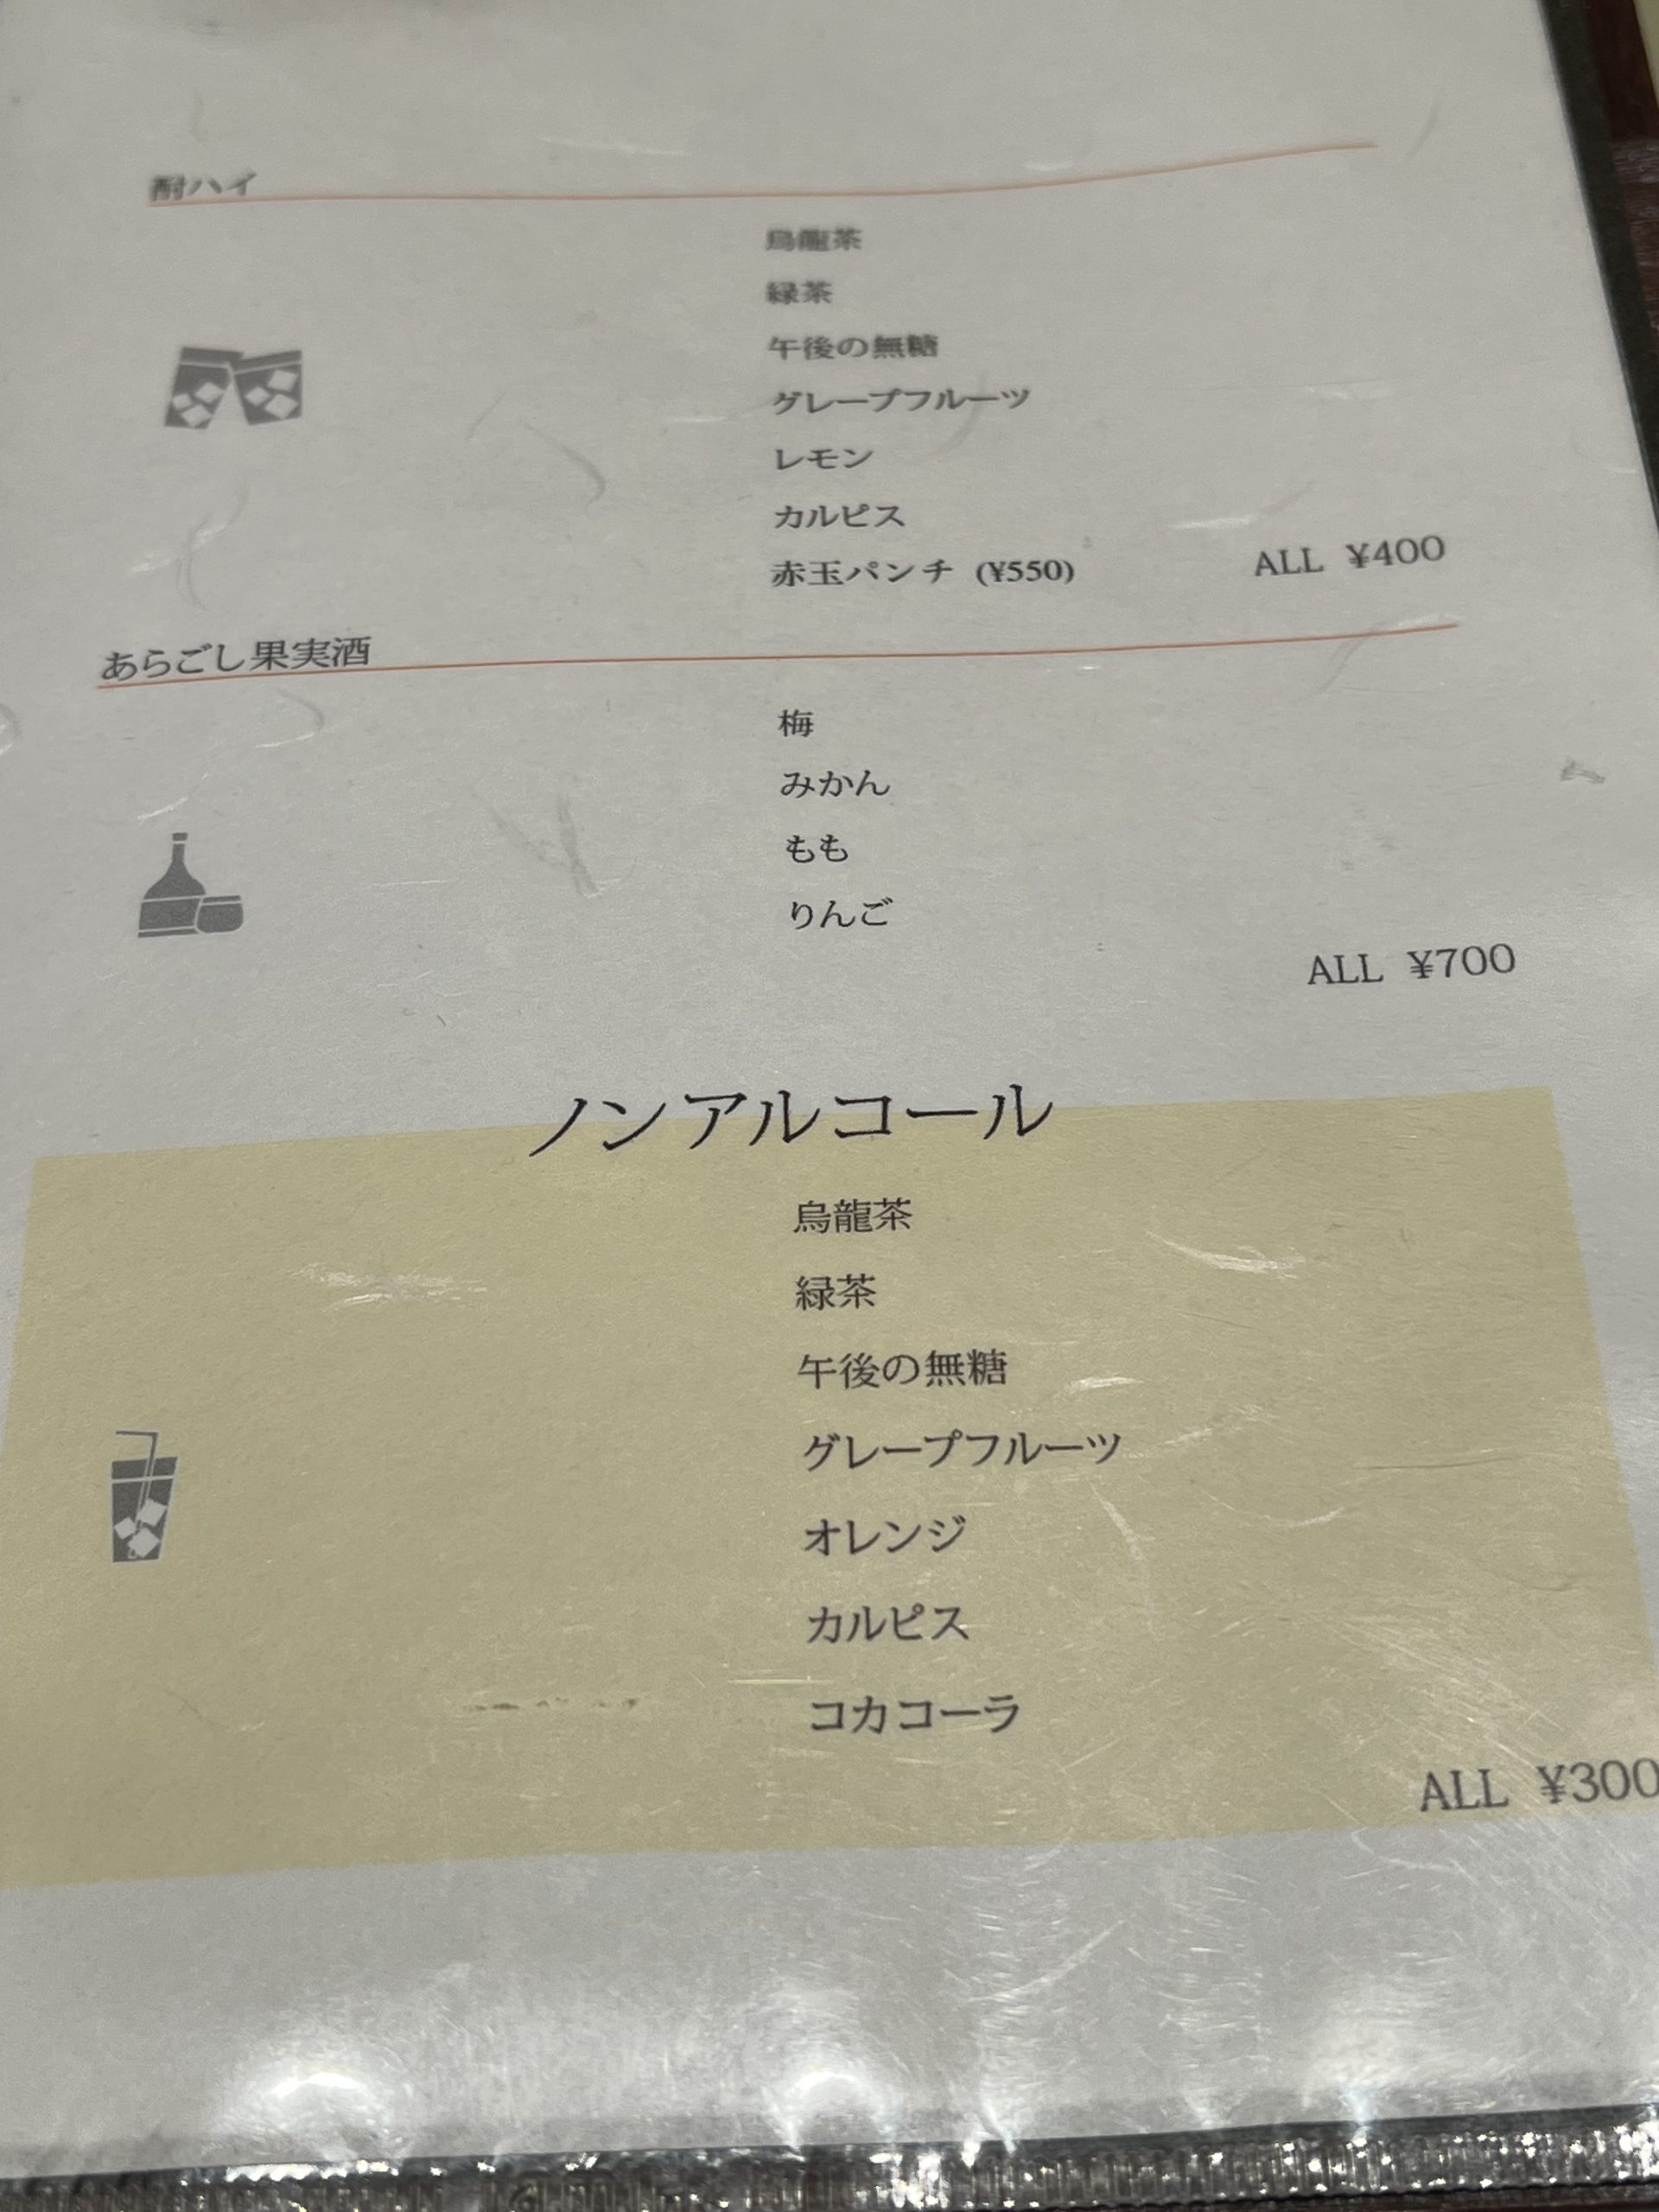 酎ハイ
烏龍茶
緑茶
午後の無糖
グレープフルーツ
レモン
カルピス
赤玉パンチ (¥550)
ALL ¥400
あらごし果実酒
梅
みかん
もも
りんご
ALL ¥700
ノンアルコール
烏龍茶
緑茶
午後の無糖
グレープフルーツ
オレンジ
カルピス
コカコーラ
ALL ¥300